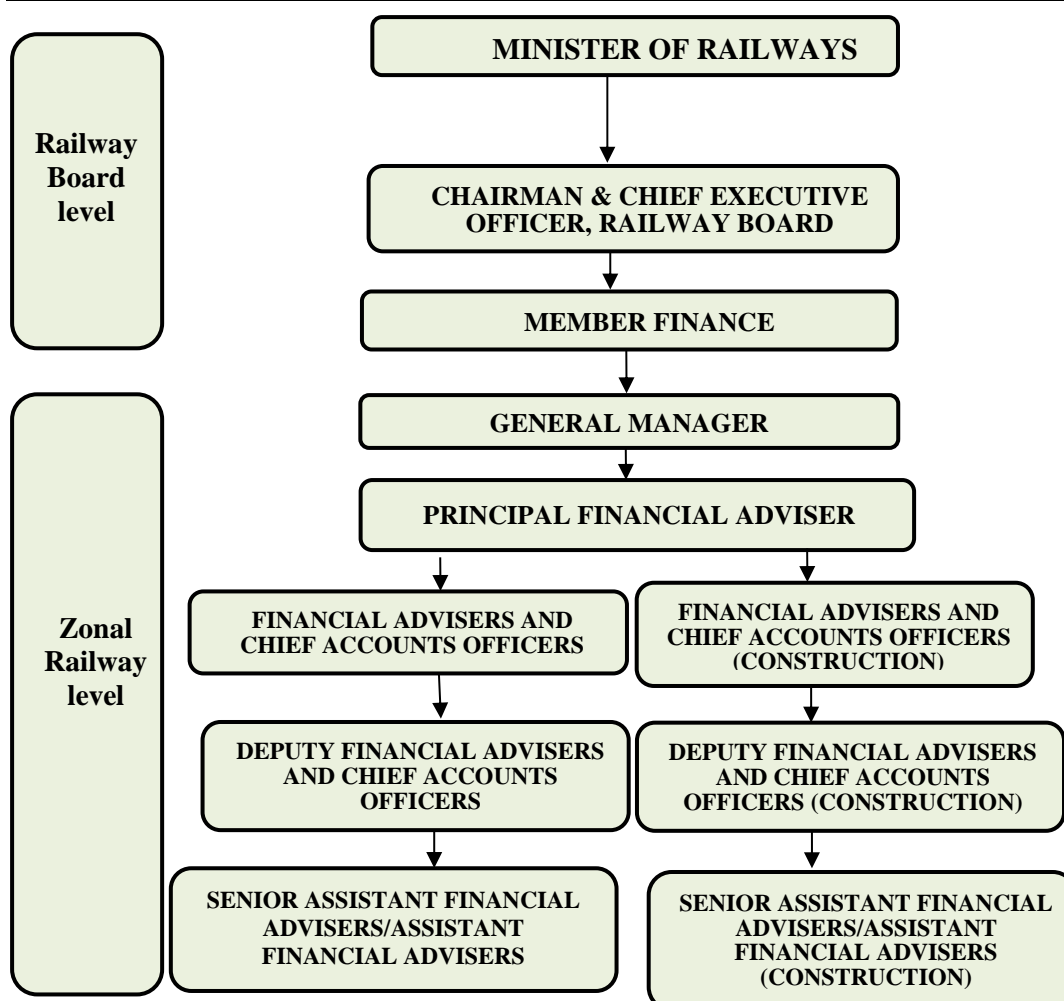 Railway
Board
level
MINISTER OF RAILWAYS
CHAIRMAN & CHIEF EXECUTIVE
OFFICER, RAILWAY BOARD
MEMBER FINANCE
Zonal
Railway
level
GENERAL MANAGER
PRINCIPAL FINANCIAL ADVISER
FINANCIAL ADVISERS AND
CHIEF ACCOUNTS OFFICERS
FINANCIAL ADVISERS AND
CHIEF ACCOUNTS OFFICERS
(CONSTRUCTION)
DEPUTY FINANCIAL ADVISERS
AND CHIEF ACCOUNTS
OFFICERS
DEPUTY FINANCIAL ADVISERS
AND CHIEF ACCOUNTS
OFFICERS (CONSTRUCTION)
SENIOR ASSISTANT FINANCIAL
ADVISERS/ASSISTANT
FINANCIAL ADVISERS
SENIOR ASSISTANT FINANCIAL
ADVISERS/ASSISTANT
FINANCIAL ADVISERS
(CONSTRUCTION)